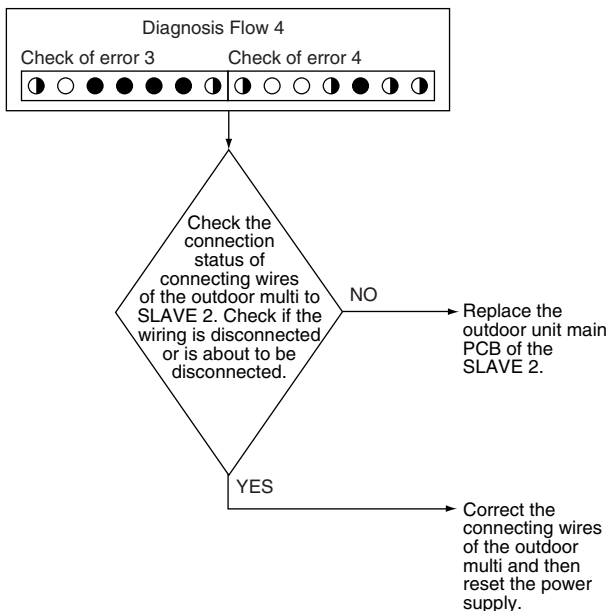 Diagnosis Flow 4
Check of error 3
Check of error 4
Check the
connection
status of
connecting wires
of the outdoor multi to
SLAVE 2. Check if the
wiring is disconnected
or is about to be
disconnected.
NO
Replace the
outdoor unit main
PCB of the
SLAVE 2.
YES
Correct the
connecting wires
of the outdoor
multi and then
reset the power
supply.